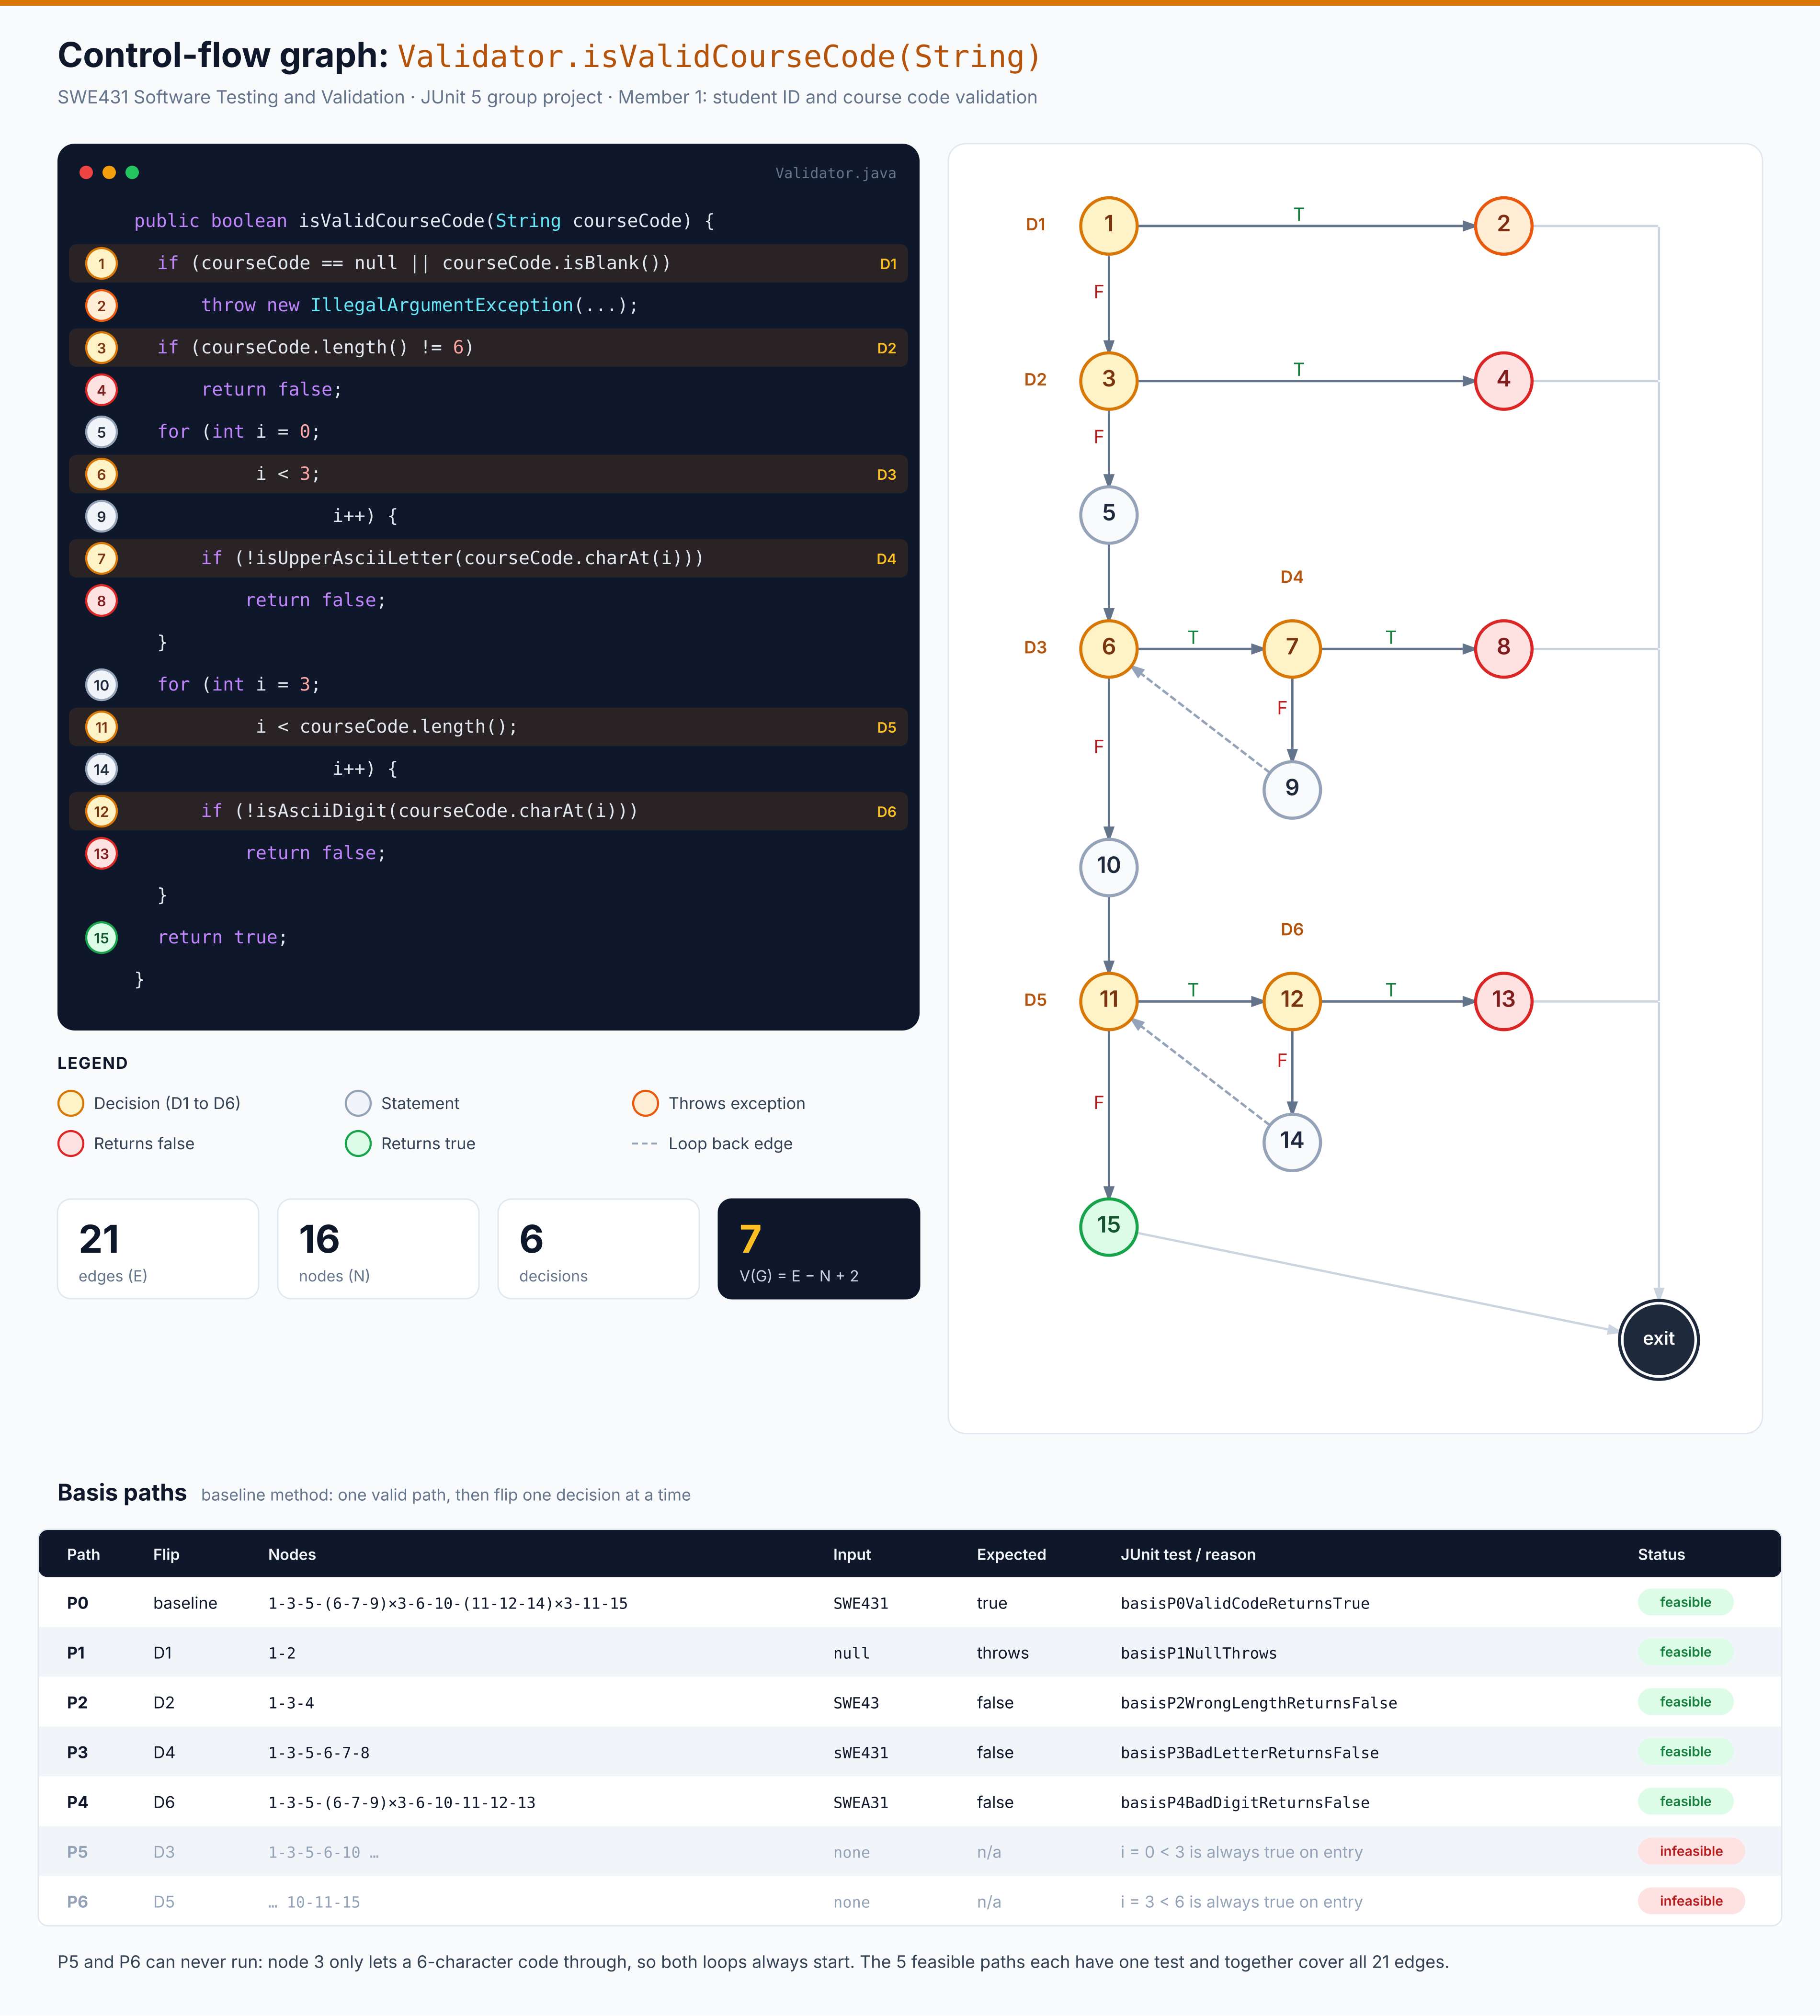 Control-flow graph: Validator.isValidCourseCode(String)
SWE431 Software Testing and Validation · JUnit 5 group project · Member 1: student ID and course code validation
Validator.java
public boolean isValidCourseCode(String courseCode) {
1 if (courseCode == null || courseCode.isBlank()) D1
2 throw new IllegalArgumentException(...);
3 if (courseCode.length() != 6) D2
4 return false;
5 for (int i = 0;
6 i < 3; D3
9 i++) {
7 if (!isUpperAsciiLetter(courseCode.charAt(i))) D4
8 return false;
}
10 for (int i = 3;
11 i < courseCode.length(); D5
14 i++) {
12 if (!isAsciiDigit(courseCode.charAt(i))) D6
13 return false;
}
15 return true;
}
LEGEND
Decision (D1 to D6) Statement Throws exception
Returns false Returns true Loop back edge
21 16 6 7
edges (E) nodes (N) decisions V(G) = E − N + 2
D1 1 T 2
F
D2 3 T 4
F
5
D4
D3 6 T 7 T 8
F
F
9
10
D6
D5 11 T 12 T 13
F
F
14
15
exit
Basis paths baseline method: one valid path, then flip one decision at a time
Path Flip Nodes Input Expected JUnit test / reason Status
P0 baseline 1-3-5-(6-7-9)×3-6-10-(11-12-14)×3-11-15 SWE431 true basisP0ValidCodeReturnsTrue feasible
P1 D1 1-2 null throws basisP1NullThrows feasible
P2 D2 1-3-4 SWE43 false basisP2WrongLengthReturnsFalse feasible
P3 D4 1-3-5-6-7-8 sWE431 false basisP3BadLetterReturnsFalse feasible
P4 D6 1-3-5-(6-7-9)×3-6-10-11-12-13 SWEA31 false basisP4BadDigitReturnsFalse feasible
P5 D3 1-3-5-6-10 … none n/a i = 0 < 3 is always true on entry infeasible
P6 D5 … 10-11-15 none n/a i = 3 < 6 is always true on entry infeasible
P5 and P6 can never run: node 3 only lets a 6-character code through, so both loops always start. The 5 feasible paths each have one test and together cover all 21 edges.